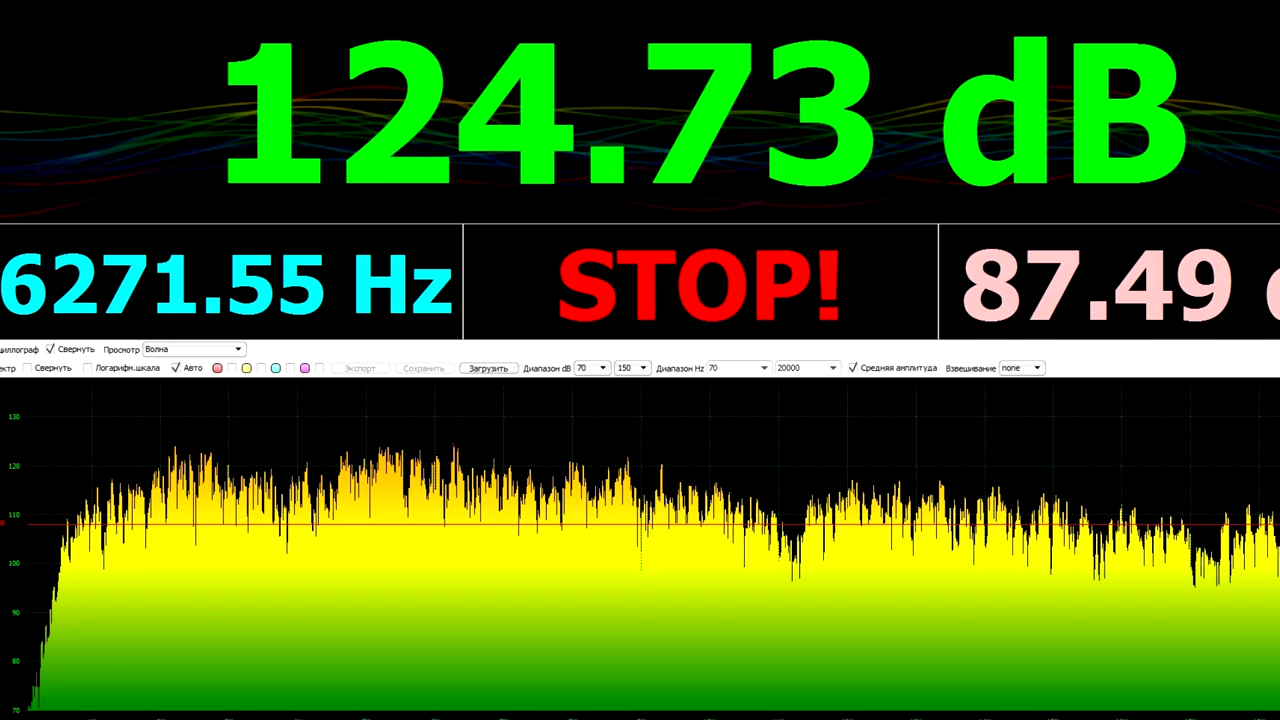 124.73 dB
6271.55 Hz STOP! 87.49
Свернуть Просмотр Волна
Свернуть Логарифм.шкала Авто Экспорт Сохранить Загрузить Диапазон dB 70 150 Диапазон Hz 70 20000 Средняя амплитуда Взвешивание none
130
120
110
100
90
80
70